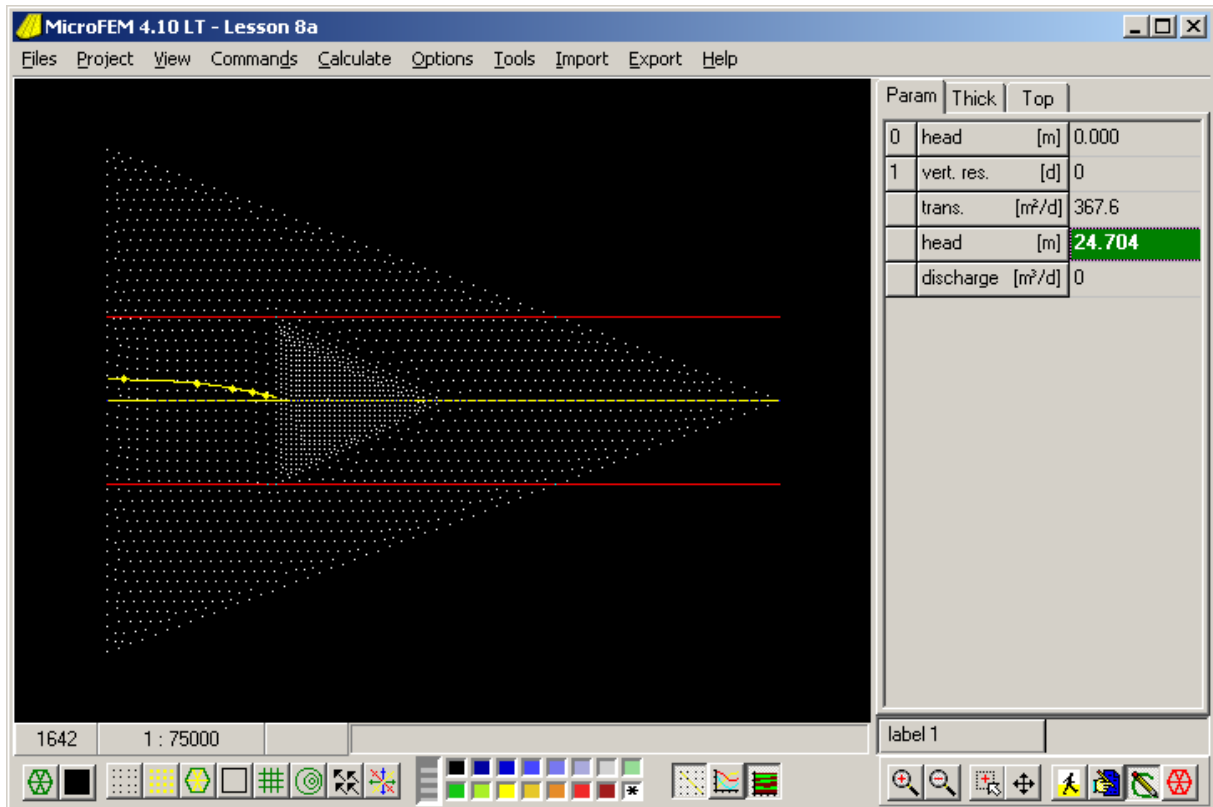 MicroFEM 4.10 LT - Lesson 8a
Files Project View Commands Calculate Options Tools Import Export Help
Param Thick Top
0 head [m] 0.000
1 vert. res. [d] 0
trans. [m²/d] 367.6
head [m] 24.704
discharge [m³/d] 0
1642 1 : 75000 label 1